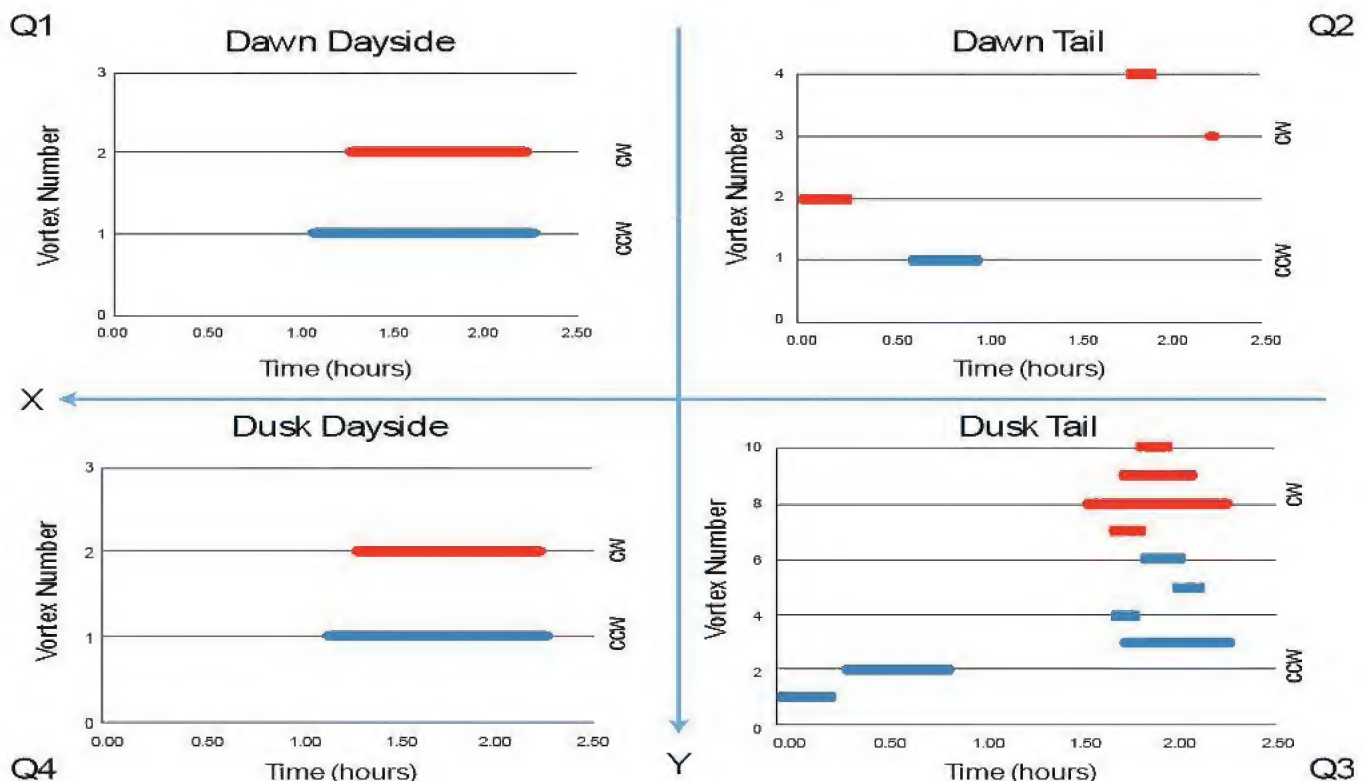 Q1
Dawn Dayside
Vortex Number
3
2
1
0
CW
CCW
0.00 0.50 1.00 1.50 2.00 2.50
Time (hours)
Q2
Dawn Tail
Vortex Number
4
3
2
1
0
CW
CCW
0.00 0.50 1.00 1.50 2.00 2.50
Time (hours)
X
Dusk Dayside
Vortex Number
3
2
1
0
CW
CCW
0.00 0.50 1.00 1.50 2.00 2.50
Time (hours)
Q4
Dusk Tail
Vortex Number
10
8
6
4
2
0
CW
CCW
0.00 0.50 1.00 1.50 2.00 2.50
Time (hours)
Y
Q3